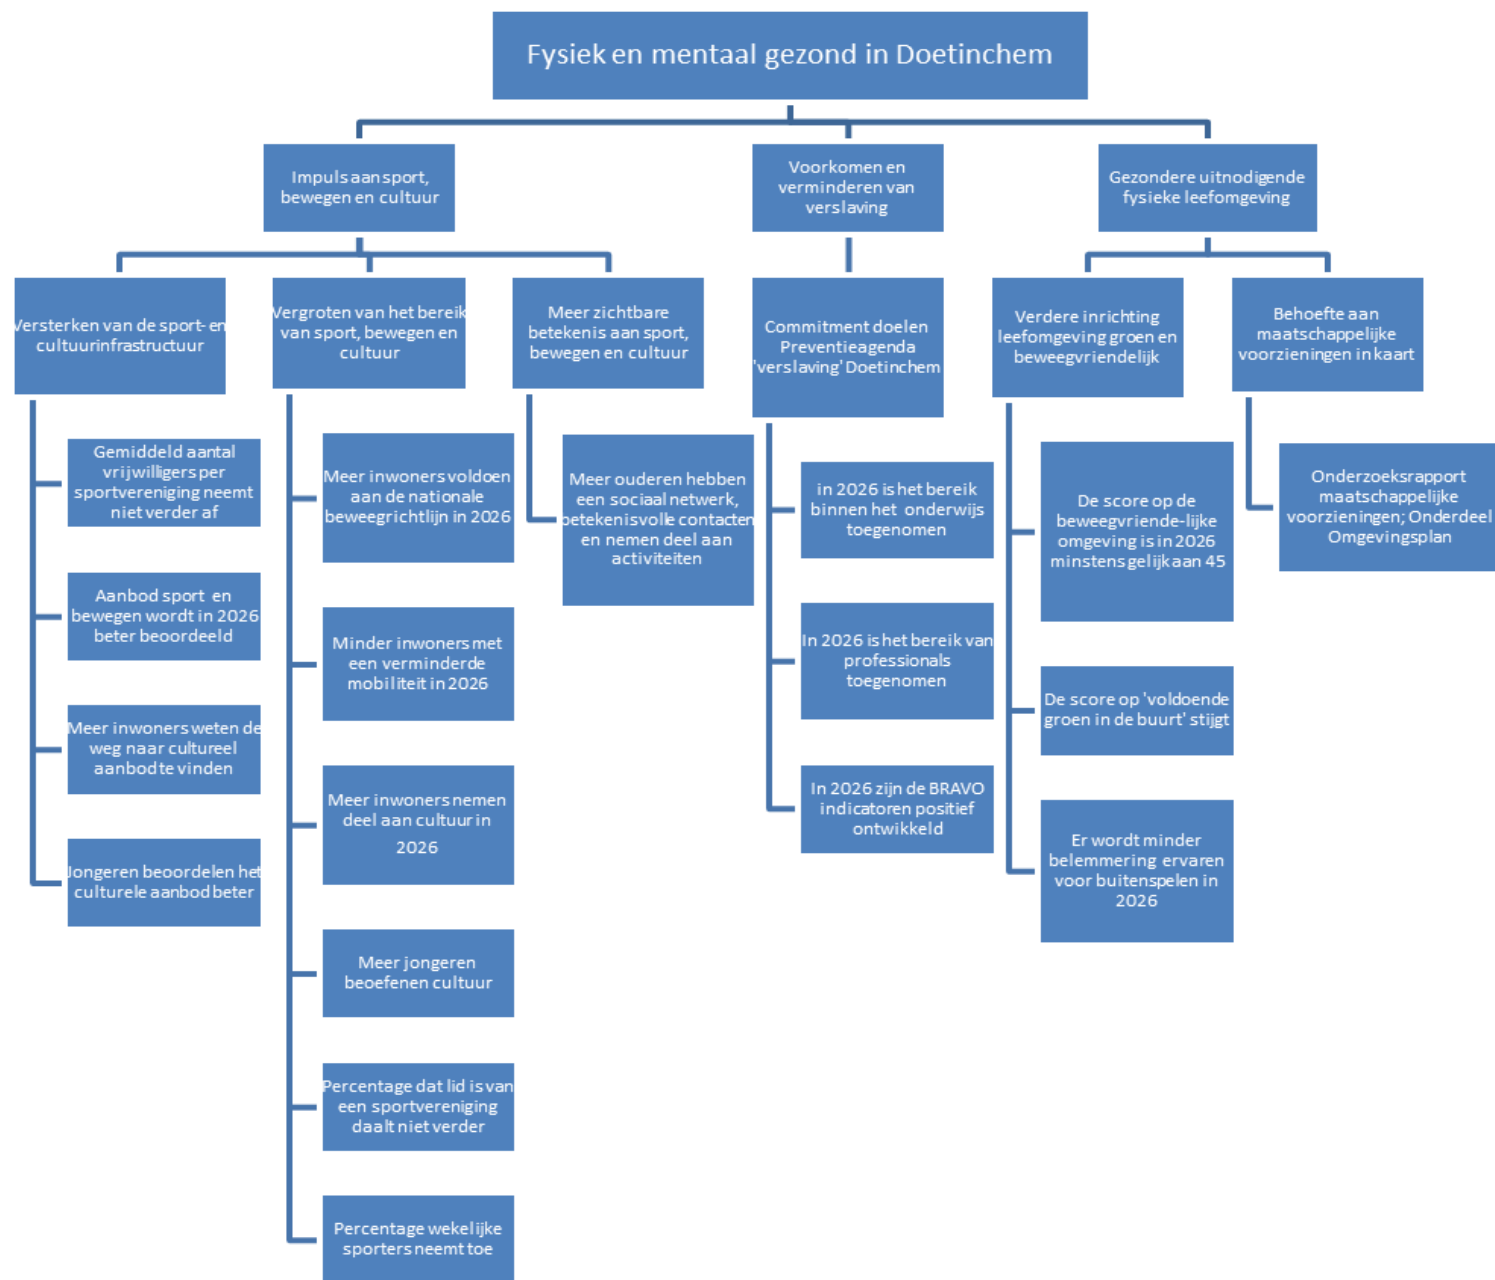 Fysiek en mentaal gezond in Doetinchem
Impuls aan sport,
bewegen en cultuur
Voorkomen en
verminderen van
verslaving
Gezondere uitnodigende
fysieke leefomgeving
Versterken van de sport- en
cultuurinfrastructuur
Vergroten van het bereik
van sport, bewegen en
cultuur
Meer zichtbare
betekenis aan sport,
bewegen en cultuur
Commitment doelen
Preventieagenda
'verslaving' Doetinchem
Verdere inrichting
leefomgeving groen en
beweegvriendelijk
Behoefte aan
maatschappelijke
voorzieningen in kaart
Gemiddeld aantal
vrijwilligers per
sportvereniging neemt
niet verder af
Aanbod sport en
bewegen wordt in 2026
beter beoordeeld
Meer inwoners weten de
weg naar cultureel
aanbod te vinden
Jongeren beoordelen het
culturele aanbod beter
Meer inwoners voldoen
aan de nationale
beweegrichtlijn in 2026
Minder inwoners met
een verminderde
mobiliteit in 2026
Meer inwoners nemen
deel aan cultuur in
2026
Meer jongeren
beoefenen cultuur
Percentage dat lid is van
een sportvereniging
daalt niet verder
Percentage wekelijke
sporters neemt toe
Meer ouderen hebben
een sociaal netwerk,
betekenisvolle contacten
en nemen deel aan
activiteiten
in 2026 is het bereik
binnen het onderwijs
toegenomen
In 2026 is het bereik van
professionals
toegenomen
In 2026 zijn de BRAVO
indicatoren positief
ontwikkeld
De score op de
beweegvriende-lijke
omgeving is in 2026
minstens gelijk aan 45
De score op 'voldoende
groen in de buurt' stijgt
Er wordt minder
belemmering ervaren
voor buitenspelen in
2026
Onderzoeksrapport
maatschappelijke
voorzieningen; Onderdeel
Omgevingsplan